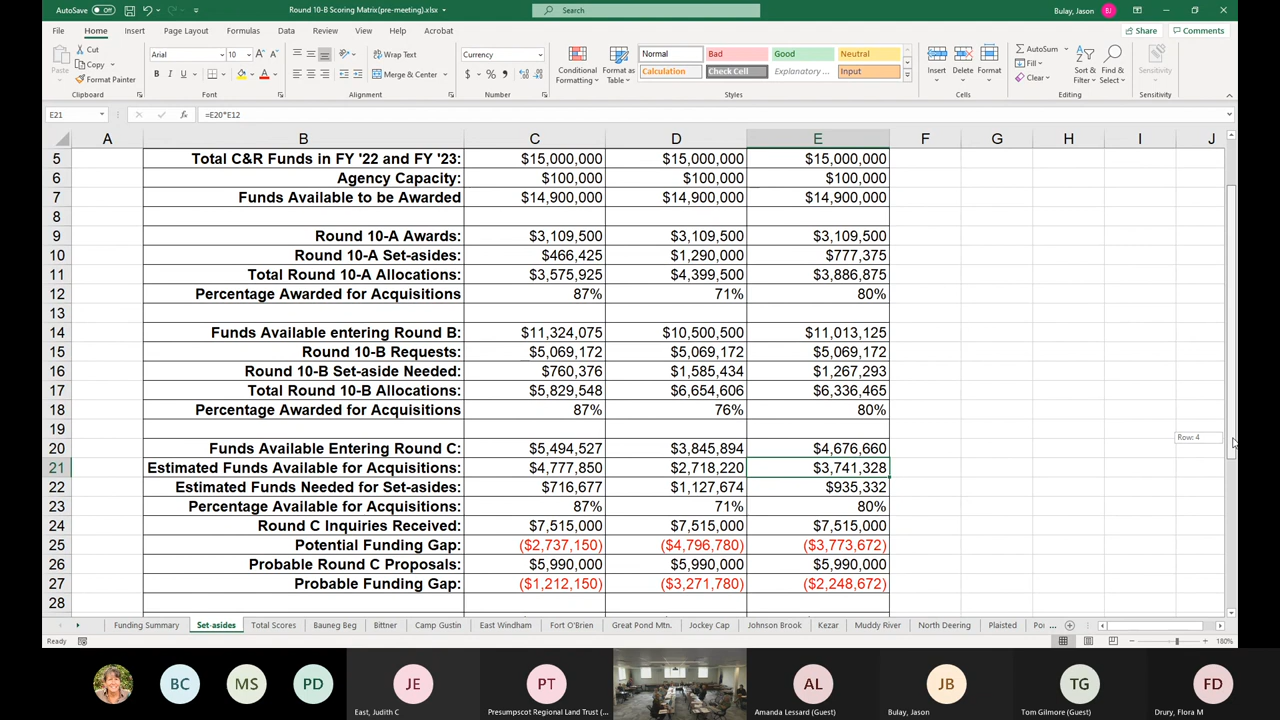 AutoSave Off Round 10-B Scoring Matrix(pre-meeting).xlsx Search Bulay, Jason BJ
File Home Insert Draw Page Layout Formulas Data Review View Help Acrobat Share Comments
Paste Cut Copy Format Painter Clipboard
Arial 10 A A B I U A Font
Wrap Text Merge & Center Alignment
Currency $ % Number
Conditional Formatting Format as Table Normal Bad Good Neutral Calculation Check Cell Explanatory ... Input Styles
Insert Delete Format Cells
AutoSum Fill Clear Sort & Filter Find & Select Editing
Sensitivity Sensitivity
E21 fx =E20*E12
A B C D E F G H I J
5 Total C&R Funds in FY '22 and FY '23: $15,000,000 $15,000,000 $15,000,000
6 Agency Capacity: $100,000 $100,000 $100,000
7 Funds Available to be Awarded $14,900,000 $14,900,000 $14,900,000
8
9 Round 10-A Awards: $3,109,500 $3,109,500 $3,109,500
10 Round 10-A Set-asides: $466,425 $1,290,000 $777,375
11 Total Round 10-A Allocations: $3,575,925 $4,399,500 $3,886,875
12 Percentage Awarded for Acquisitions 87% 71% 80%
13
14 Funds Available entering Round B: $11,324,075 $10,500,500 $11,013,125
15 Round 10-B Requests: $5,069,172 $5,069,172 $5,069,172
16 Round 10-B Set-aside Needed: $760,376 $1,585,434 $1,267,293
17 Total Round 10-B Allocations: $5,829,548 $6,654,606 $6,336,465
18 Percentage Awarded for Acquisitions 87% 76% 80%
19
20 Funds Available Entering Round C: $5,494,527 $3,845,894 $4,676,660
21 Estimated Funds Available for Acquisitions: $4,777,850 $2,718,220 $3,741,328
22 Estimated Funds Needed for Set-asides: $716,677 $1,127,674 $935,332
23 Percentage Available for Acquisitions: 87% 71% 80%
24 Round C Inquiries Received: $7,515,000 $7,515,000 $7,515,000
25 Potential Funding Gap: ($2,737,150) ($4,796,780) ($3,773,672)
26 Probable Round C Proposals: $5,990,000 $5,990,000 $5,990,000
27 Probable Funding Gap: ($1,212,150) ($3,271,780) ($2,248,672)
28
Row: 4
Funding Summary Set-asides Total Scores Bauneg Beg Bittner Camp Gustin East Windham Fort O'Brien Great Pond Mtn. Jockey Cap Johnson Brook Kezar Muddy River North Deering Plaisted Po ...
Ready 180%
BC MS PD JE PT AL JB TG FD
East, Judith C Presumpscot Regional Land Trust (... Amanda Lessard (Guest) Bulay, Jason Tom Gilmore (Guest) Drury, Flora M